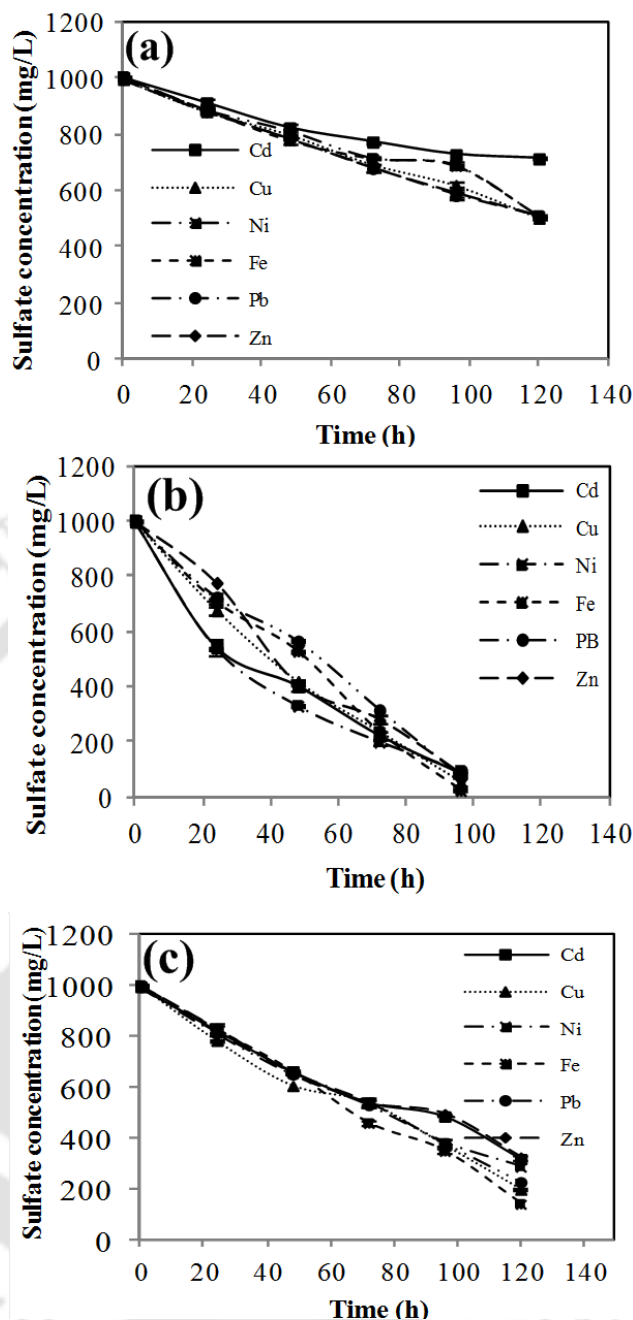 (a)
Sulfate concentration (mg/L)
1200
1000
800
600
400
200
0
Cd
Cu
Ni
Fe
Pb
Zn
0 20 40 60 80 100 120 140
Time (h)
(b)
Sulfate concentration (mg/L)
1200
1000
800
600
400
200
0
Cd
Cu
Ni
Fe
PB
Zn
0 20 40 60 80 100 120 140
Time (h)
(c)
Sulfate concentration (mg/L)
1200
1000
800
600
400
200
0
Cd
Cu
Ni
Fe
Pb
Zn
0 20 40 60 80 100 120 140
Time (h)